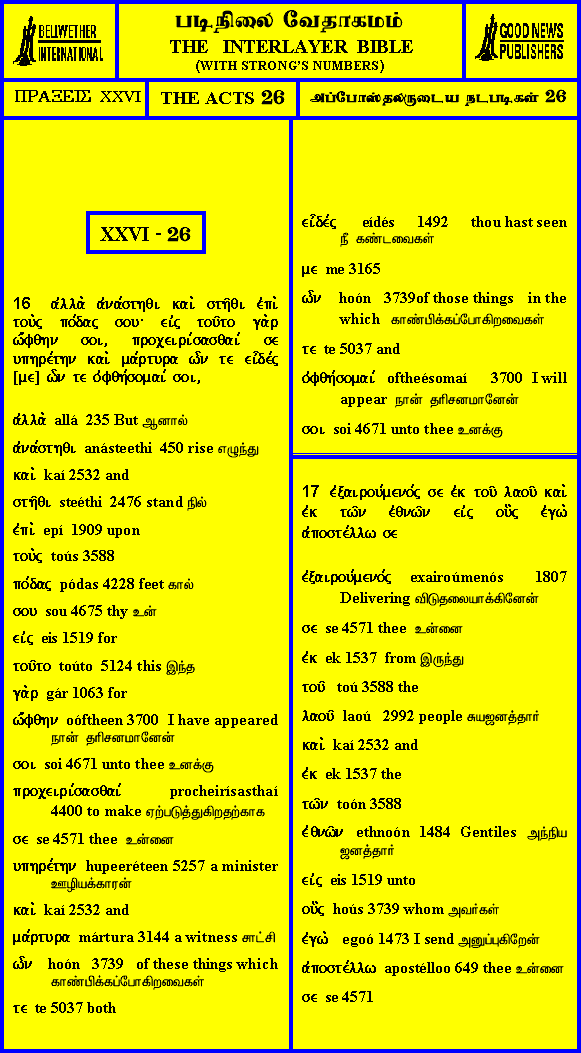 BELLWETHER
INTERNATIONAL
படிநிலை வேதாகமம்
THE INTERLAYER BIBLE
(WITH STRONG'S NUMBERS)
GOOD NEWS
PUBLISHERS
ΠΡΑΞΕΙΣ XXVI
THE ACTS 26
அப்போஸ்தலருடைய நடபடிகள் 26
XXVI - 26
16 ἀλλὰ ἀνάστηθι καὶ στῆθι ἐπὶ
τοὺς πόδας σου· εἰς τοῦτο γὰρ
ὤφθην σοι, προχειρίσασθαί σε
υπηρέτην καὶ μάρτυρα ὧν τε εἶδές
[με] ὧν τε ὀφθήσομαί σοι,
ἀλλὰ allá 235 But ஆனால்
ἀνάστηθι anásteethi 450 rise எழுந்து
καὶ kaí 2532 and
στῆθι steéthi 2476 stand நில்
ἐπὶ epí 1909 upon
τοὺς toús 3588
πόδας pódas 4228 feet கால்
σου sou 4675 thy உன்
εἰς eis 1519 for
τοῦτο toúto 5124 this இந்த
γὰρ gár 1063 for
ὤφθην oóftheen 3700 I have appeared
நான் தரிசனமானேன்
σοι soi 4671 unto thee உனக்கு
προχειρίσασθαί procheirísasthaí
4400 to make ஏற்படுத்துகிறதற்காக
σε se 4571 thee உன்னை
υπηρέτην hupeeréteen 5257 a minister
ஊழியக்காரன்
καὶ kaí 2532 and
μάρτυρα mártura 3144 a witness சாட்சி
ὧν hoón 3739 of these things which
காண்பிக்கப்போகிறவைகள்
τε te 5037 both
εἶδές eídés 1492 thou hast seen
நீ கண்டவைகள்
με me 3165
ὧν hoón 3739of those things in the
which காண்பிக்கப்போகிறவைகள்
τε te 5037 and
ὀφθήσομαί oftheésomaí 3700 I will
appear நான் தரிசனமானேன்
σοι soi 4671 unto thee உனக்கு
17 ἐξαιρούμενός σε ἐκ τοῦ λαοῦ καὶ
ἐκ τῶν ἐθνῶν εἰς οὓς ἐγὼ
ἀποστέλλω σε
ἐξαιρούμενός exairoúmenós 1807
Delivering விடுதலையாக்கினேன்
σε se 4571 thee உன்னை
ἐκ ek 1537 from இருந்து
τοῦ toú 3588 the
λαοῦ laoú 2992 people சுயஜனத்தார்
καὶ kaí 2532 and
ἐκ ek 1537 the
τῶν toón 3588
ἐθνῶν ethnoón 1484 Gentiles அந்நிய
ஜனத்தார்
εἰς eis 1519 unto
οὓς hoús 3739 whom அவர்கள்
ἐγὼ egoó 1473 I send அனுப்புகிறேன்
ἀποστέλλω apostélloo 649 thee உன்னை
σε se 4571